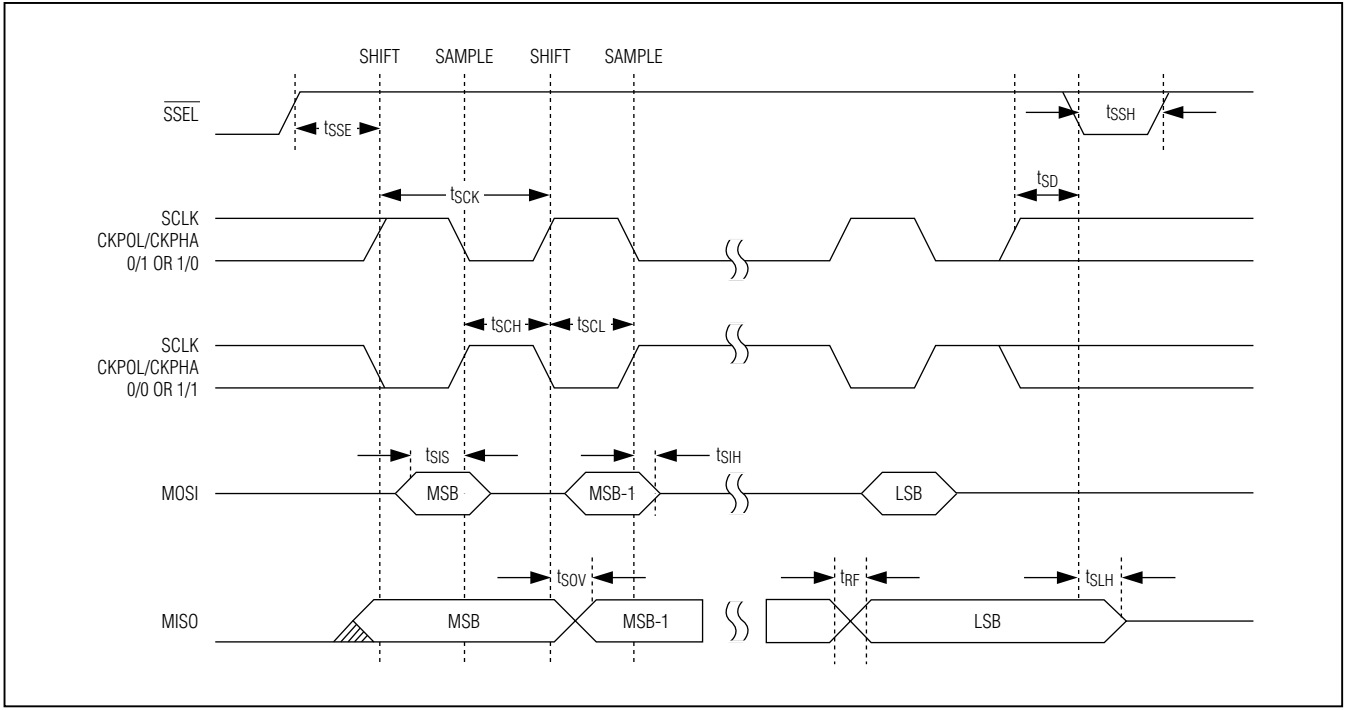 SHIFT SAMPLE SHIFT SAMPLE
SSEL
tSSE
tSSH
tSCK
tSD
SCLK
CKPOL/CKPHA
0/1 OR 1/0
tSCH
tSCL
SCLK
CKPOL/CKPHA
0/0 OR 1/1
tSIS
tSIH
MOSI
MSB
MSB-1
LSB
tSOV
tRF
tSLH
MISO
MSB
MSB-1
LSB